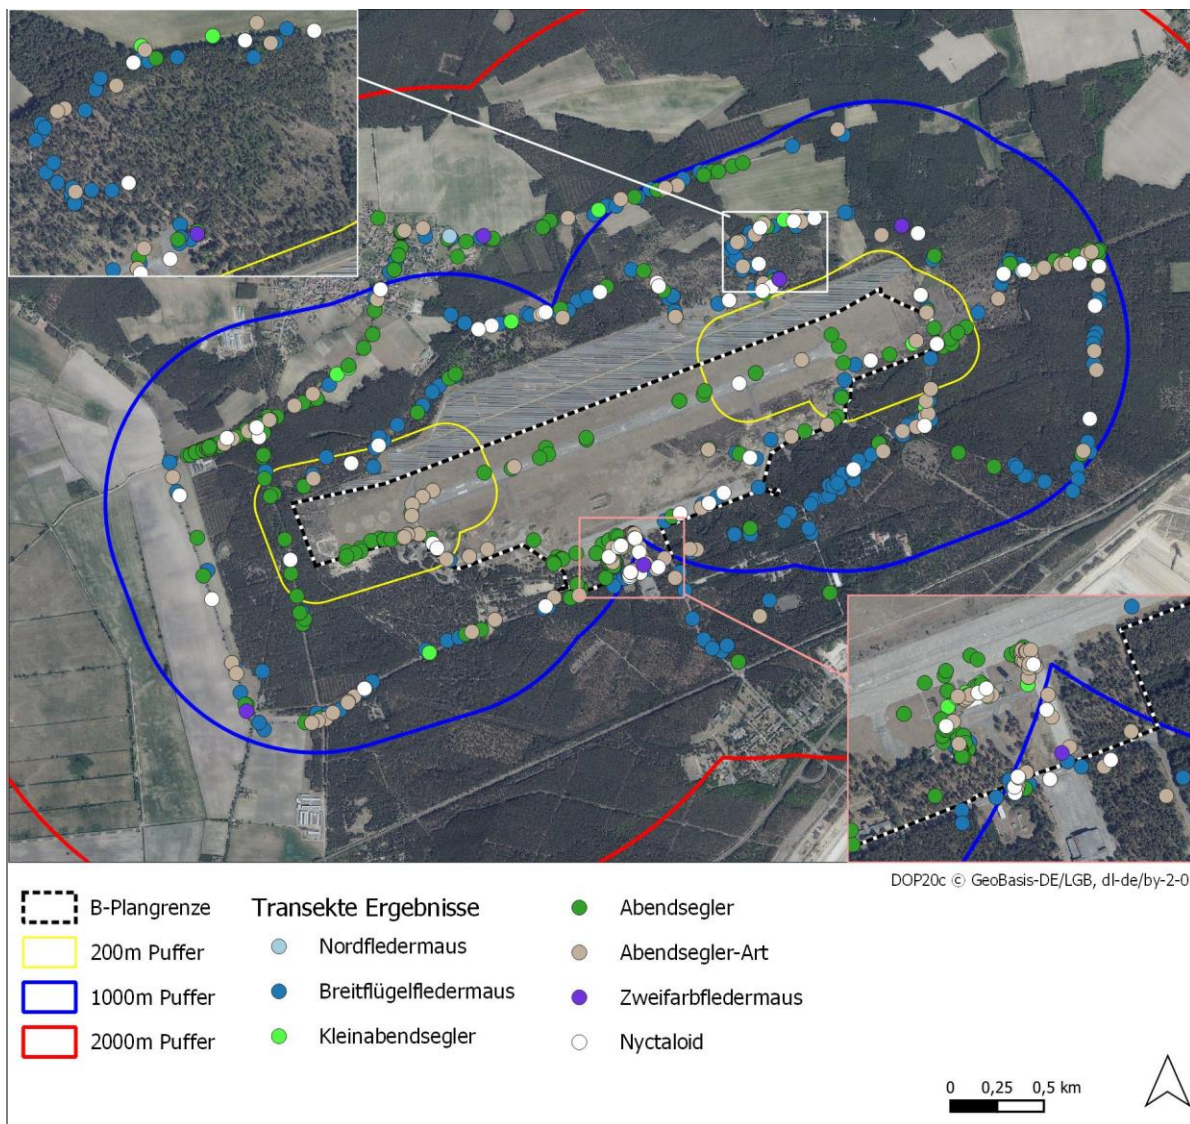 DOP20c © GeoBasis-DE/LGB, dl-de/by-2-0
B-Plangrenze
200m Puffer
1000m Puffer
2000m Puffer
Transekte Ergebnisse
Nordfledermaus
Breitflügelfledermaus
Kleinabendsegler
Abendsegler
Abendsegler-Art
Zweifarbfledermaus
Nyctaloid
0 0,25 0,5 km